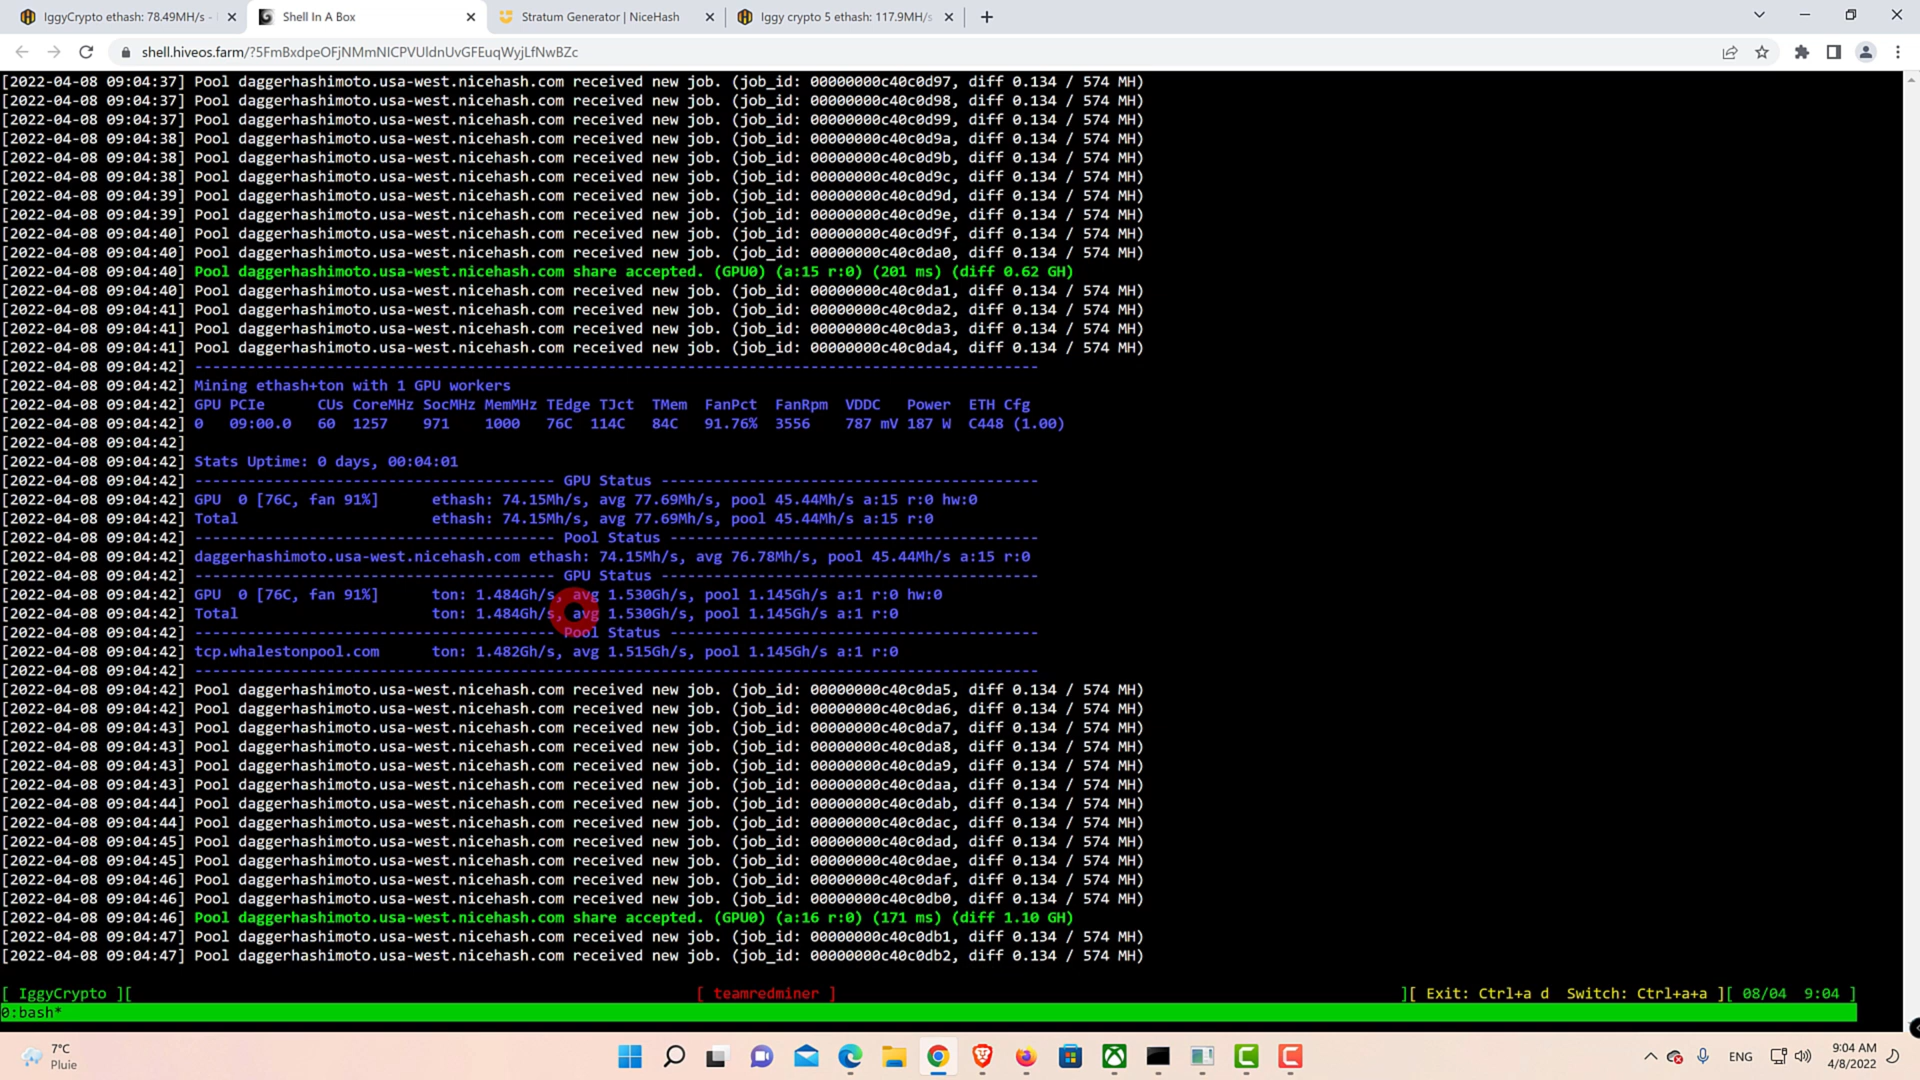 IggyCrypto ethash: 78.49MH/s -
Shell In A Box
Stratum Generator | NiceHash
Iggy crypto 5 ethash: 117.9MH/s
shell.hiveos.farm/?5FmBxdpeOFjNMmNICPVUldnUvGFEuqWyjLfNwBZc
[2022-04-08 09:04:37] Pool daggerhashimoto.usa-west.nicehash.com received new job. (job_id: 00000000c40c0d97, diff 0.134 / 574 MH)
[2022-04-08 09:04:37] Pool daggerhashimoto.usa-west.nicehash.com received new job. (job_id: 00000000c40c0d98, diff 0.134 / 574 MH)
[2022-04-08 09:04:37] Pool daggerhashimoto.usa-west.nicehash.com received new job. (job_id: 00000000c40c0d99, diff 0.134 / 574 MH)
[2022-04-08 09:04:38] Pool daggerhashimoto.usa-west.nicehash.com received new job. (job_id: 00000000c40c0d9a, diff 0.134 / 574 MH)
[2022-04-08 09:04:38] Pool daggerhashimoto.usa-west.nicehash.com received new job. (job_id: 00000000c40c0d9b, diff 0.134 / 574 MH)
[2022-04-08 09:04:38] Pool daggerhashimoto.usa-west.nicehash.com received new job. (job_id: 00000000c40c0d9c, diff 0.134 / 574 MH)
[2022-04-08 09:04:39] Pool daggerhashimoto.usa-west.nicehash.com received new job. (job_id: 00000000c40c0d9d, diff 0.134 / 574 MH)
[2022-04-08 09:04:39] Pool daggerhashimoto.usa-west.nicehash.com received new job. (job_id: 00000000c40c0d9e, diff 0.134 / 574 MH)
[2022-04-08 09:04:40] Pool daggerhashimoto.usa-west.nicehash.com received new job. (job_id: 00000000c40c0d9f, diff 0.134 / 574 MH)
[2022-04-08 09:04:40] Pool daggerhashimoto.usa-west.nicehash.com received new job. (job_id: 00000000c40c0da0, diff 0.134 / 574 MH)
[2022-04-08 09:04:40] Pool daggerhashimoto.usa-west.nicehash.com share accepted. (GPU0) (a:15 r:0) (201 ms) (diff 0.62 GH)
[2022-04-08 09:04:40] Pool daggerhashimoto.usa-west.nicehash.com received new job. (job_id: 00000000c40c0da1, diff 0.134 / 574 MH)
[2022-04-08 09:04:41] Pool daggerhashimoto.usa-west.nicehash.com received new job. (job_id: 00000000c40c0da2, diff 0.134 / 574 MH)
[2022-04-08 09:04:41] Pool daggerhashimoto.usa-west.nicehash.com received new job. (job_id: 00000000c40c0da3, diff 0.134 / 574 MH)
[2022-04-08 09:04:41] Pool daggerhashimoto.usa-west.nicehash.com received new job. (job_id: 00000000c40c0da4, diff 0.134 / 574 MH)
[2022-04-08 09:04:42] ------------------------------------------------------------------------------------------------
[2022-04-08 09:04:42] Mining ethash+ton with 1 GPU workers
[2022-04-08 09:04:42] GPU PCIe CUs CoreMHz SocMHz MemMHz TEdge TJct TMem FanPct FanRpm VDDC Power ETH Cfg
[2022-04-08 09:04:42] 0 09:00.0 60 1257 971 1000 76C 114C 84C 91.76% 3556 787 mV 187 W C448 (1.00)
[2022-04-08 09:04:42]
[2022-04-08 09:04:42] Stats Uptime: 0 days, 00:04:01
[2022-04-08 09:04:42] ----------------------------------------- GPU Status -------------------------------------------
[2022-04-08 09:04:42] GPU 0 [76C, fan 91%] ethash: 74.15Mh/s, avg 77.69Mh/s, pool 45.44Mh/s a:15 r:0 hw:0
[2022-04-08 09:04:42] Total ethash: 74.15Mh/s, avg 77.69Mh/s, pool 45.44Mh/s a:15 r:0
[2022-04-08 09:04:42] ----------------------------------------- Pool Status ------------------------------------------
[2022-04-08 09:04:42] daggerhashimoto.usa-west.nicehash.com ethash: 74.15Mh/s, avg 76.78Mh/s, pool 45.44Mh/s a:15 r:0
[2022-04-08 09:04:42] ----------------------------------------- GPU Status -------------------------------------------
[2022-04-08 09:04:42] GPU 0 [76C, fan 91%] ton: 1.484Gh/s, avg 1.530Gh/s, pool 1.145Gh/s a:1 r:0 hw:0
[2022-04-08 09:04:42] Total ton: 1.484Gh/s, avg 1.530Gh/s, pool 1.145Gh/s a:1 r:0
[2022-04-08 09:04:42] ----------------------------------------- Pool Status ------------------------------------------
[2022-04-08 09:04:42] tcp.whalestonpool.com ton: 1.482Gh/s, avg 1.515Gh/s, pool 1.145Gh/s a:1 r:0
[2022-04-08 09:04:42] ------------------------------------------------------------------------------------------------
[2022-04-08 09:04:42] Pool daggerhashimoto.usa-west.nicehash.com received new job. (job_id: 00000000c40c0da5, diff 0.134 / 574 MH)
[2022-04-08 09:04:42] Pool daggerhashimoto.usa-west.nicehash.com received new job. (job_id: 00000000c40c0da6, diff 0.134 / 574 MH)
[2022-04-08 09:04:43] Pool daggerhashimoto.usa-west.nicehash.com received new job. (job_id: 00000000c40c0da7, diff 0.134 / 574 MH)
[2022-04-08 09:04:43] Pool daggerhashimoto.usa-west.nicehash.com received new job. (job_id: 00000000c40c0da8, diff 0.134 / 574 MH)
[2022-04-08 09:04:43] Pool daggerhashimoto.usa-west.nicehash.com received new job. (job_id: 00000000c40c0da9, diff 0.134 / 574 MH)
[2022-04-08 09:04:43] Pool daggerhashimoto.usa-west.nicehash.com received new job. (job_id: 00000000c40c0daa, diff 0.134 / 574 MH)
[2022-04-08 09:04:44] Pool daggerhashimoto.usa-west.nicehash.com received new job. (job_id: 00000000c40c0dab, diff 0.134 / 574 MH)
[2022-04-08 09:04:44] Pool daggerhashimoto.usa-west.nicehash.com received new job. (job_id: 00000000c40c0dac, diff 0.134 / 574 MH)
[2022-04-08 09:04:45] Pool daggerhashimoto.usa-west.nicehash.com received new job. (job_id: 00000000c40c0dad, diff 0.134 / 574 MH)
[2022-04-08 09:04:45] Pool daggerhashimoto.usa-west.nicehash.com received new job. (job_id: 00000000c40c0dae, diff 0.134 / 574 MH)
[2022-04-08 09:04:46] Pool daggerhashimoto.usa-west.nicehash.com received new job. (job_id: 00000000c40c0daf, diff 0.134 / 574 MH)
[2022-04-08 09:04:46] Pool daggerhashimoto.usa-west.nicehash.com received new job. (job_id: 00000000c40c0db0, diff 0.134 / 574 MH)
[2022-04-08 09:04:46] Pool daggerhashimoto.usa-west.nicehash.com share accepted. (GPU0) (a:16 r:0) (171 ms) (diff 1.10 GH)
[2022-04-08 09:04:47] Pool daggerhashimoto.usa-west.nicehash.com received new job. (job_id: 00000000c40c0db1, diff 0.134 / 574 MH)
[2022-04-08 09:04:47] Pool daggerhashimoto.usa-west.nicehash.com received new job. (job_id: 00000000c40c0db2, diff 0.134 / 574 MH)
[ IggyCrypto ][ [ teamredminer ] ][ Exit: Ctrl+a d Switch: Ctrl+a+a ][ 08/04 9:04 ]
0:bash*
7°C
Pluie
ENG
9:04 AM
4/8/2022